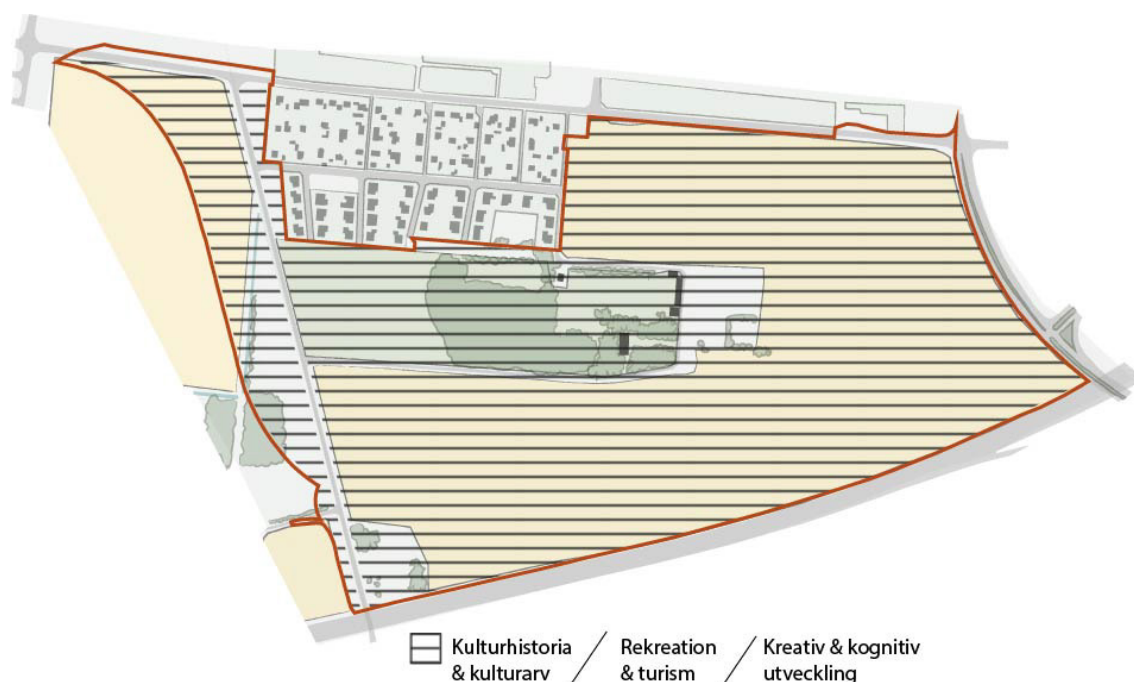 Kulturhistoria
& kulturarv
Rekreation
& turism
Kreativ & kognitiv
utveckling